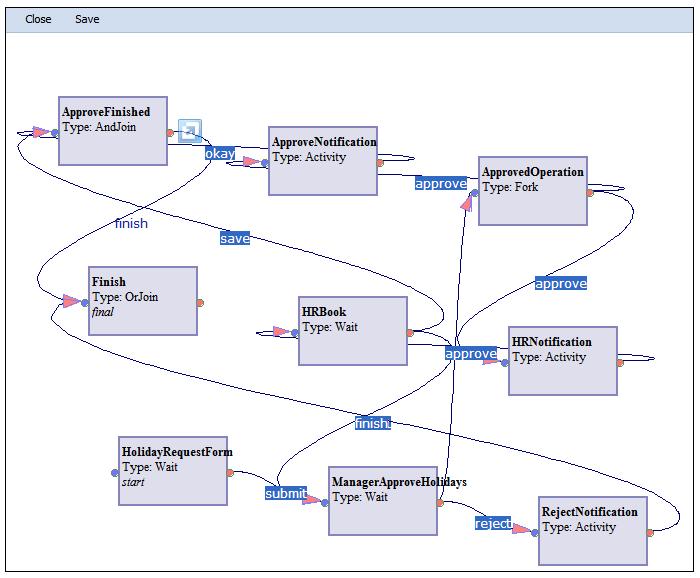 Close Save
ApproveFinished
Type: AndJoin
okay
ApproveNotification
Type: Activity
approve
ApprovedOperation
Type: Fork
finish
save
approve
Finish
Type: OrJoin
final
HRBook
Type: Wait
approve
HRNotification
Type: Activity
finish
HolidayRequestForm
Type: Wait
start
submit
ManagerApproveHolidays
Type: Wait
reject
RejectNotification
Type: Activity